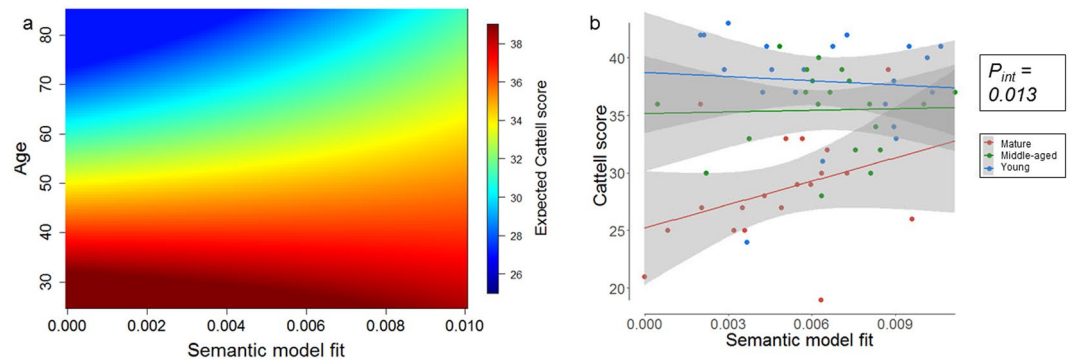 a
80
70
60
50
40
30
Age
0.000 0.002 0.004 0.006 0.008 0.010
Semantic model fit
38
36
34
32
30
28
26
Expected Cattell score
b
40
35
30
25
20
Cattell score
0.000 0.003 0.006 0.009
Semantic model fit
P_int =
0.013
Mature
Middle-aged
Young